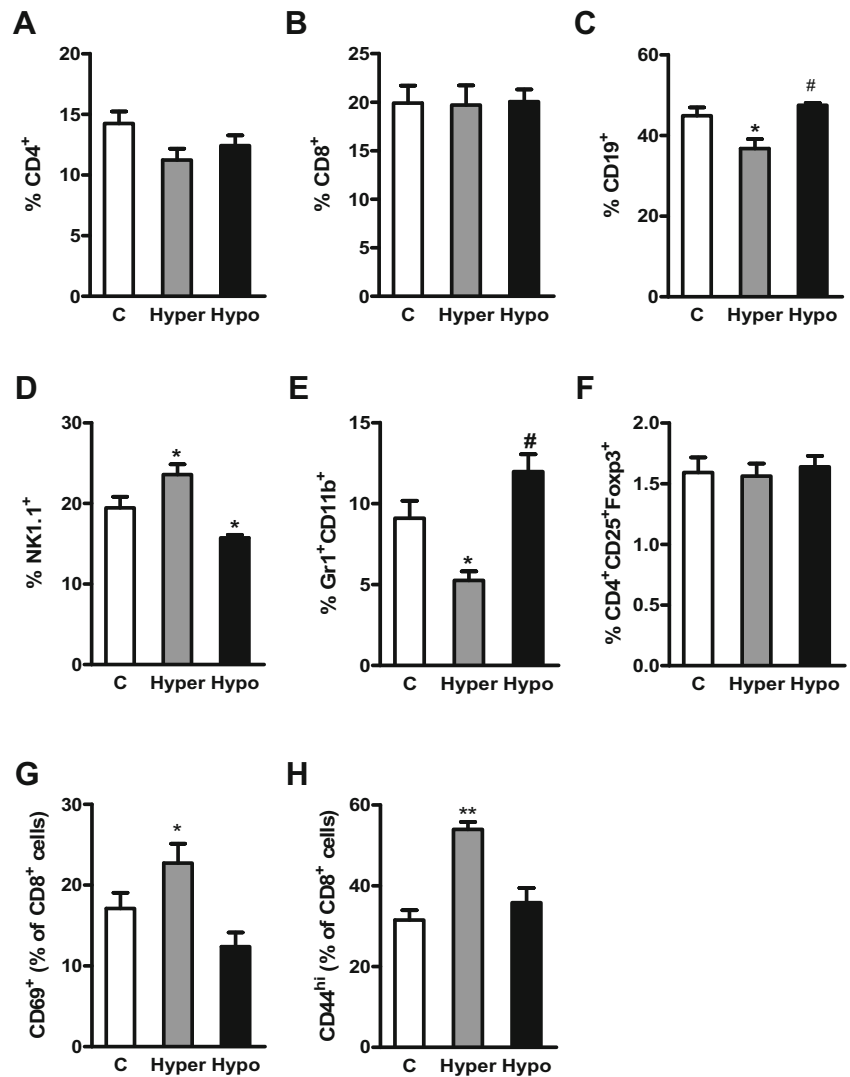 A
% CD4⁺
20
15
10
5
0
C Hyper Hypo
B
% CD8⁺
25
20
15
10
5
0
C Hyper Hypo
C
% CD19⁺
60
40
20
0
*
#
C Hyper Hypo
D
% NK1.1⁺
30
20
10
0
*
*
C Hyper Hypo
E
% Gr1⁺CD11b⁺
15
10
5
0
*
#
C Hyper Hypo
F
% CD4⁺CD25⁺Foxp3⁺
2.0
1.5
1.0
0.5
0.0
C Hyper Hypo
G
CD69⁺ (% of CD8⁺ cells)
30
20
10
0
*
C Hyper Hypo
H
CD44ʰⁱ (% of CD8⁺ cells)
60
40
20
0
**
C Hyper Hypo